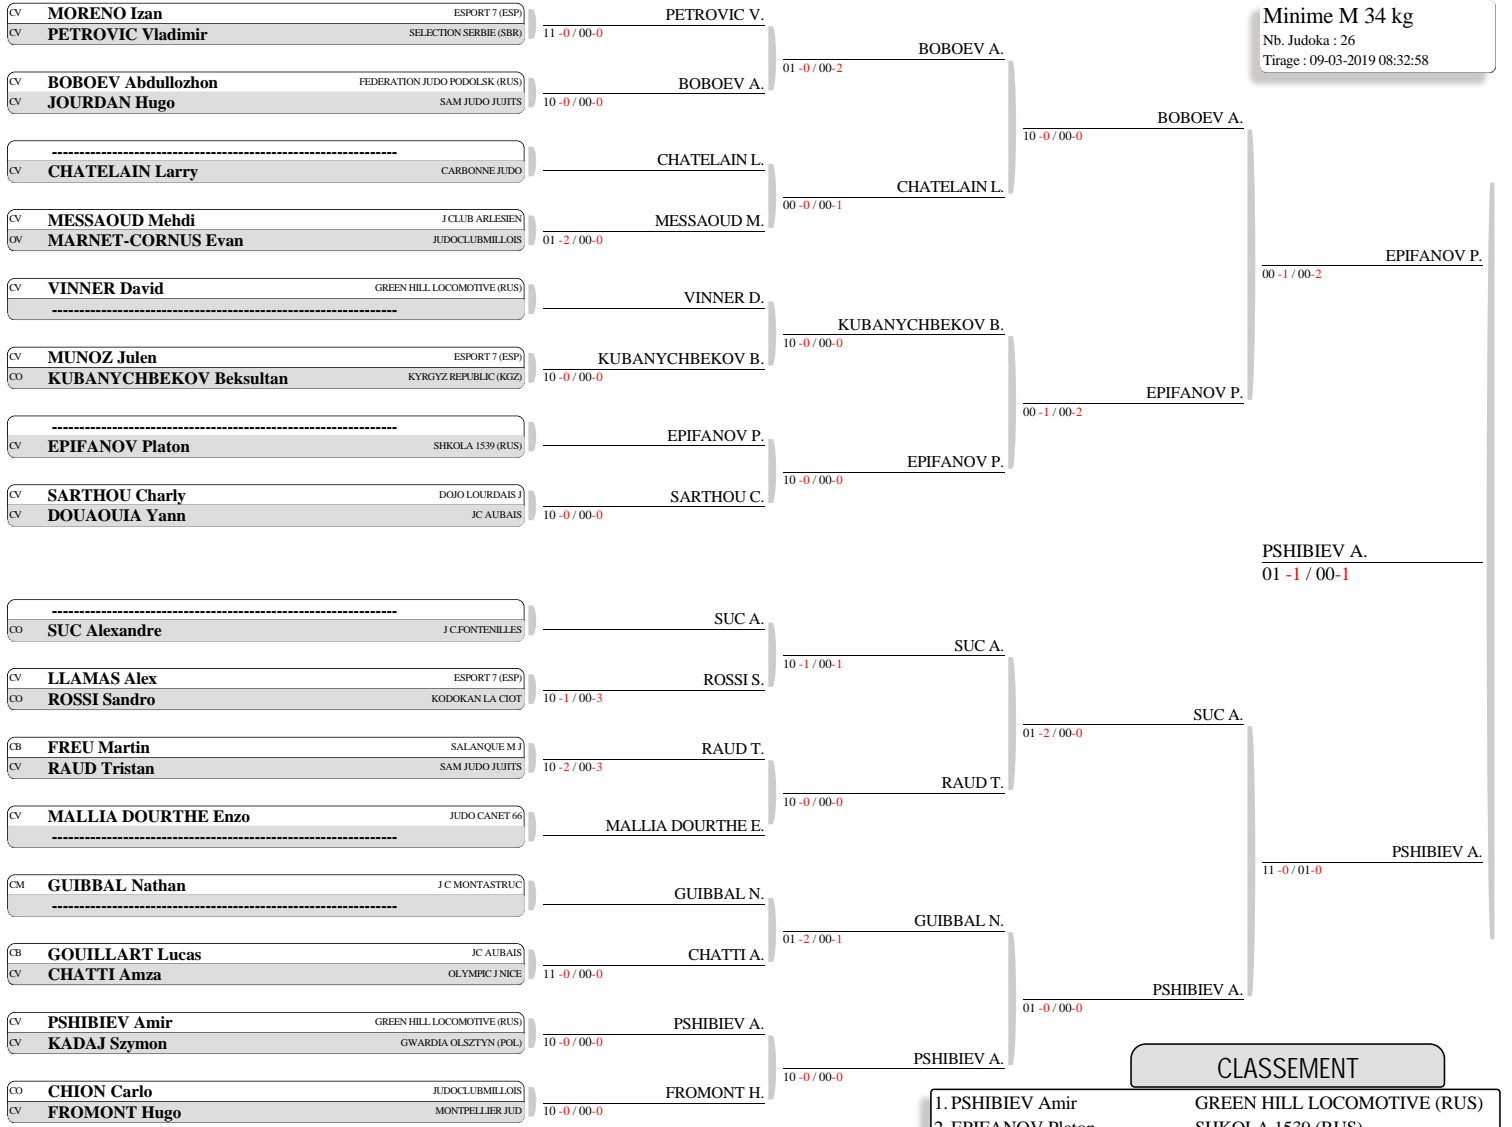 Minime M 34 kg
Nb. Judoka : 26
Tirage : 09-03-2019 08:32:58
CV MORENO Izan ESPORT 7 (ESP)
CV PETROVIC Vladimir SELECTION SERBIE (SBR)
CV BOBOEV Abdullozhon FEDERATION JUDO PODOLSK (RUS)
CV JOURDAN Hugo SAM JUDO JUJITS
----------------------------------------------------------------
CV CHATELAIN Larry CARBONNE JUDO
CV MESSAOUD Mehdi J CLUB ARLESIEN
OV MARNET-CORNUS Evan JUDOCLUBMILLOIS
CV VINNER David GREEN HILL LOCOMOTIVE (RUS)
----------------------------------------------------------------
CV MUNOZ Julen ESPORT 7 (ESP)
CO KUBANYCHBEKOV Beksultan KYRGYZ REPUBLIC (KGZ)
----------------------------------------------------------------
CV EPIFANOV Platon SHKOLA 1539 (RUS)
CV SARTHOU Charly DOJO LOURDAIS J
CV DOUAOUIA Yann JC AUBAIS
----------------------------------------------------------------
CO SUC Alexandre J C.FONTENILLES
CV LLAMAS Alex ESPORT 7 (ESP)
CO ROSSI Sandro KODOKAN LA CIOT
CB FREU Martin SALANQUE M J
CV RAUD Tristan SAM JUDO JUJITS
CV MALLIA DOURTHE Enzo JUDO CANET 66
----------------------------------------------------------------
CM GUIBBAL Nathan J C MONTASTRUC
----------------------------------------------------------------
CB GOUILLART Lucas JC AUBAIS
CV CHATTI Amza OLYMPIC J NICE
CV PSHIBIEV Amir GREEN HILL LOCOMOTIVE (RUS)
CV KADAJ Szymon GWARDIA OLSZTYN (POL)
CO CHION Carlo JUDOCLUBMILLOIS
CV FROMONT Hugo MONTPELLIER JUD
PETROVIC V.
11 -0 / 00-0
BOBOEV A.
10 -0 / 00-0
CHATELAIN L.
MESSAOUD M.
01 -2 / 00-0
VINNER D.
KUBANYCHBEKOV B.
10 -0 / 00-0
EPIFANOV P.
SARTHOU C.
10 -0 / 00-0
SUC A.
ROSSI S.
10 -1 / 00-3
RAUD T.
10 -2 / 00-3
MALLIA DOURTHE E.
GUIBBAL N.
CHATTI A.
11 -0 / 00-0
PSHIBIEV A.
10 -0 / 00-0
FROMONT H.
10 -0 / 00-0
BOBOEV A.
01 -0 / 00-2
CHATELAIN L.
00 -0 / 00-1
KUBANYCHBEKOV B.
10 -0 / 00-0
EPIFANOV P.
10 -0 / 00-0
SUC A.
10 -1 / 00-1
RAUD T.
10 -0 / 00-0
GUIBBAL N.
01 -2 / 00-1
PSHIBIEV A.
10 -0 / 00-0
BOBOEV A.
10 -0 / 00-0
EPIFANOV P.
00 -1 / 00-2
SUC A.
01 -2 / 00-0
PSHIBIEV A.
01 -0 / 00-0
EPIFANOV P.
00 -1 / 00-2
PSHIBIEV A.
11 -0 / 01-0
PSHIBIEV A.
01 -1 / 00-1
CLASSEMENT
1. PSHIBIEV Amir GREEN HILL LOCOMOTIVE (RUS)
2. EPIFANOV Platon SHKOLA 1539 (RUS)